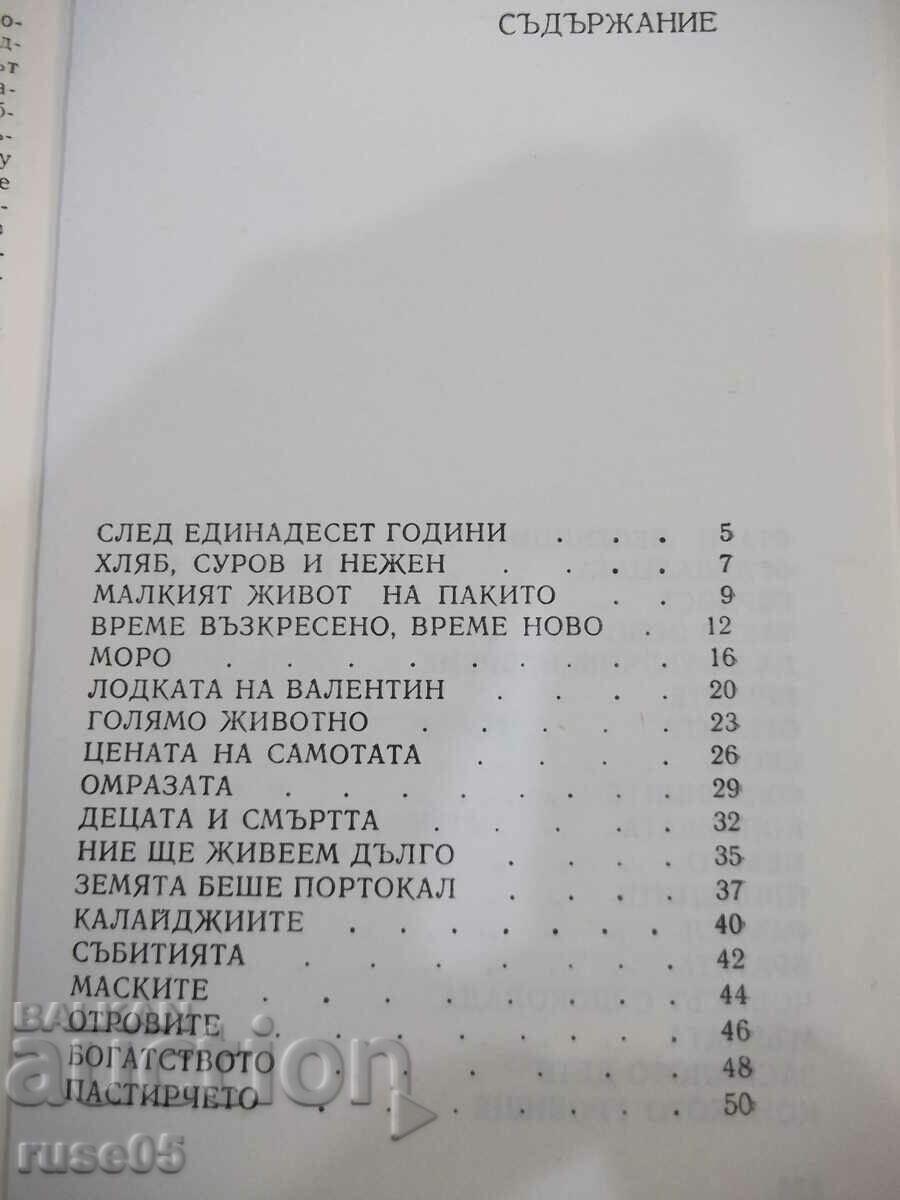 СЪДЪРЖАНИЕ
о-
д-
ът
а-
б-
ь-
у
е
-
в
СЛЕД ЕДИНАДЕСЕТ ГОДИНИ . . . 5
ХЛЯБ, СУРОВ И НЕЖЕН . . . . 7
МАЛКИЯТ ЖИВОТ НА ПАКИТО . . 9
ВРЕМЕ ВЪЗКРЕСЕНО, ВРЕМЕ НОВО . 12
МОРО . . . . . . . . 16
ЛОДКАТА НА ВАЛЕНТИН . . . . 20
ГОЛЯМО ЖИВОТНО . . . . . 23
ЦЕНАТА НА САМОТАТА . . . . 26
ОМРАЗАТА . . . . . . . 29
ДЕЦАТА И СМЪРТТА . . . . . 32
НИЕ ЩЕ ЖИВЕЕМ ДЪЛГО . . . . 35
ЗЕМЯТА БЕШЕ ПОРТОКАЛ . . . . 37
КАЛАЙДЖИИТЕ . . . . . . . 40
СЪБИТИЯТА . . . . . . . 42
МАСКИТЕ . . . . . . . . 44
ОТРОВИТЕ . . . . . . . . 46
БОГАТСТВОТО . . . . . . . 48
ПАСТИРЧЕТО . . . . . . . 50
BALKAN
auction
ruse05